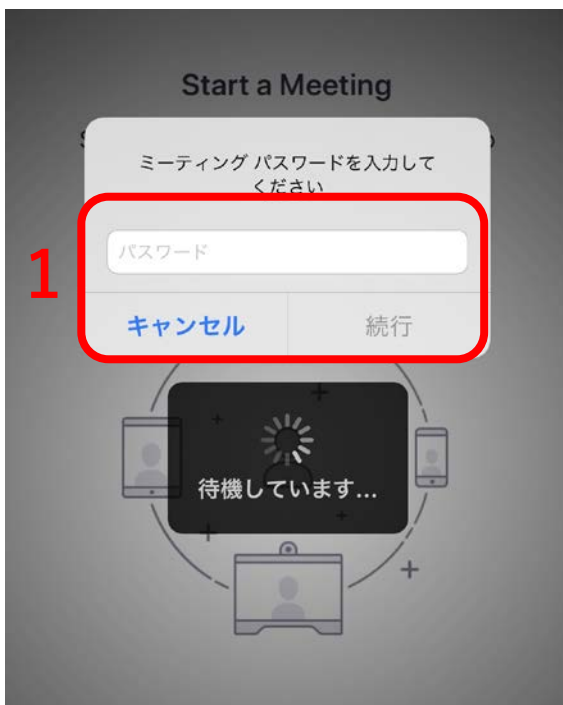 Start a Meeting
ミーティング パスワードを入力して
ください
1
パスワード
キャンセル
続行
待機しています...